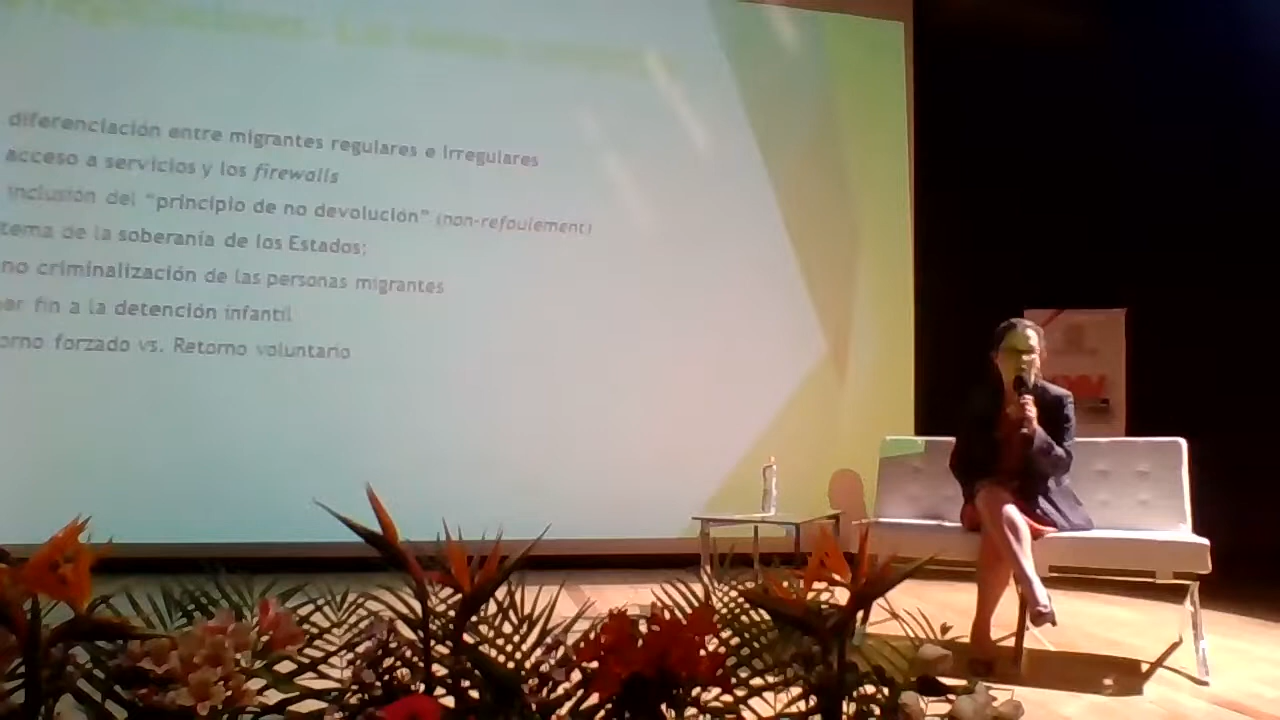 diferenciación entre migrantes regulares e irregulares
acceso a servicios y los firewalls
inclusión del "principio de no devolución" (non-refoulement)
tema de la soberanía de los Estados;
no criminalización de las personas migrantes
fin a la detención infantil
forzado vs. Retorno voluntario